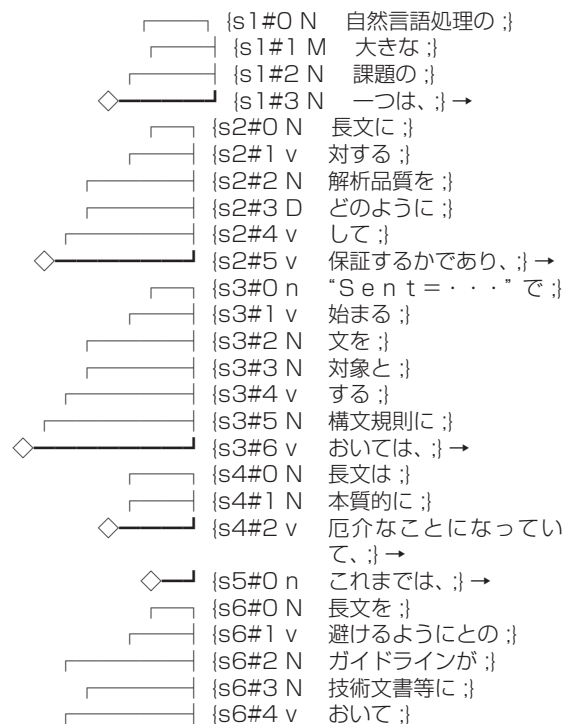 {s1#0 N 自然言語処理の ;}
{s1#1 M 大きな ;}
{s1#2 N 課題の ;}
{s1#3 N 一つは、;} →
{s2#0 N 長文に ;}
{s2#1 v 対する ;}
{s2#2 N 解析品質を ;}
{s2#3 D どのように ;}
{s2#4 v して ;}
{s2#5 v 保証するかであり、;} →
{s3#0 n “Ｓｅｎｔ＝・・・”で ;}
{s3#1 v 始まる ;}
{s3#2 N 文を ;}
{s3#3 N 対象と ;}
{s3#4 v する ;}
{s3#5 N 構文規則に ;}
{s3#6 v おいては、;} →
{s4#0 N 長文は ;}
{s4#1 N 本質的に ;}
{s4#2 v 厄介なことになってい
て、;} →
{s5#0 n これまでは、;} →
{s6#0 N 長文を ;}
{s6#1 v 避けるようにとの ;}
{s6#2 N ガイドラインが ;}
{s6#3 N 技術文書等に ;}
{s6#4 v おいて ;}